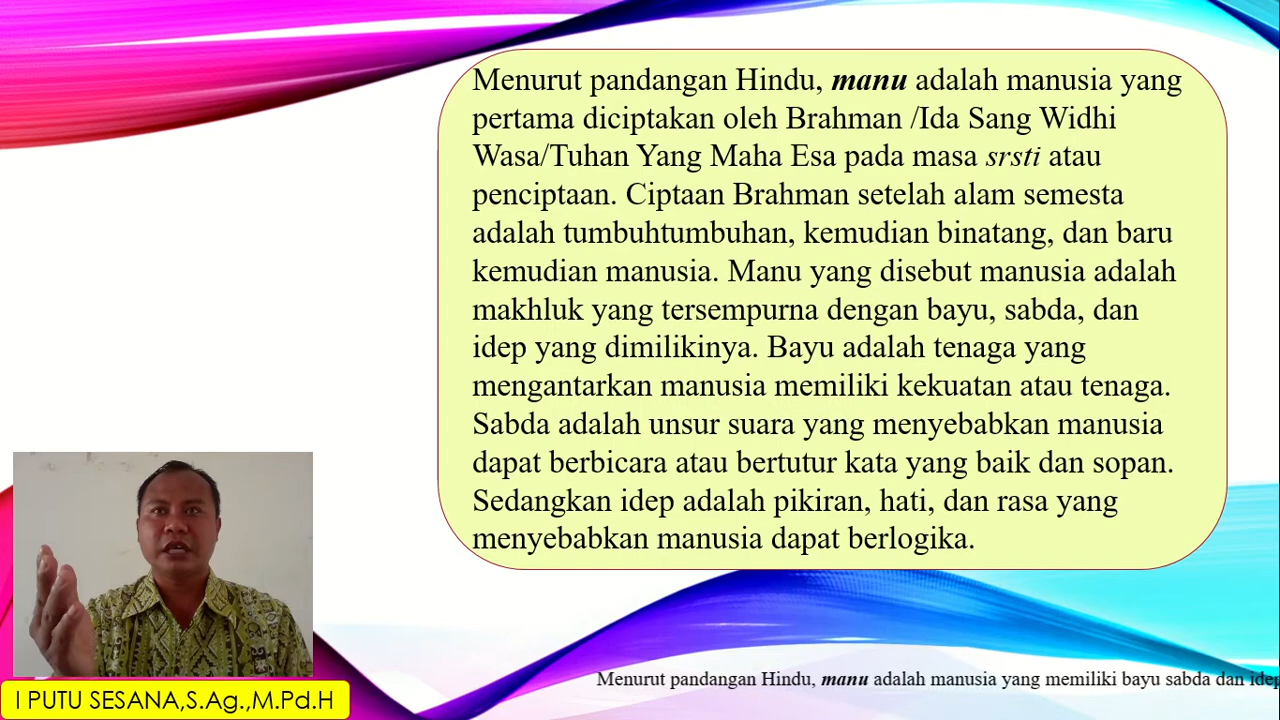 Menurut pandangan Hindu, manu adalah manusia yang
pertama diciptakan oleh Brahman /Ida Sang Widhi
Wasa/Tuhan Yang Maha Esa pada masa srsti atau
penciptaan. Ciptaan Brahman setelah alam semesta
adalah tumbuhtumbuhan, kemudian binatang, dan baru
kemudian manusia. Manu yang disebut manusia adalah
makhluk yang tersempurna dengan bayu, sabda, dan
idep yang dimilikinya. Bayu adalah tenaga yang
mengantarkan manusia memiliki kekuatan atau tenaga.
Sabda adalah unsur suara yang menyebabkan manusia
dapat berbicara atau bertutur kata yang baik dan sopan.
Sedangkan idep adalah pikiran, hati, dan rasa yang
menyebabkan manusia dapat berlogika.
I PUTU SESANA,S.Ag.,M.Pd.H
Menurut pandangan Hindu, manu adalah manusia yang memiliki bayu sabda dan idep